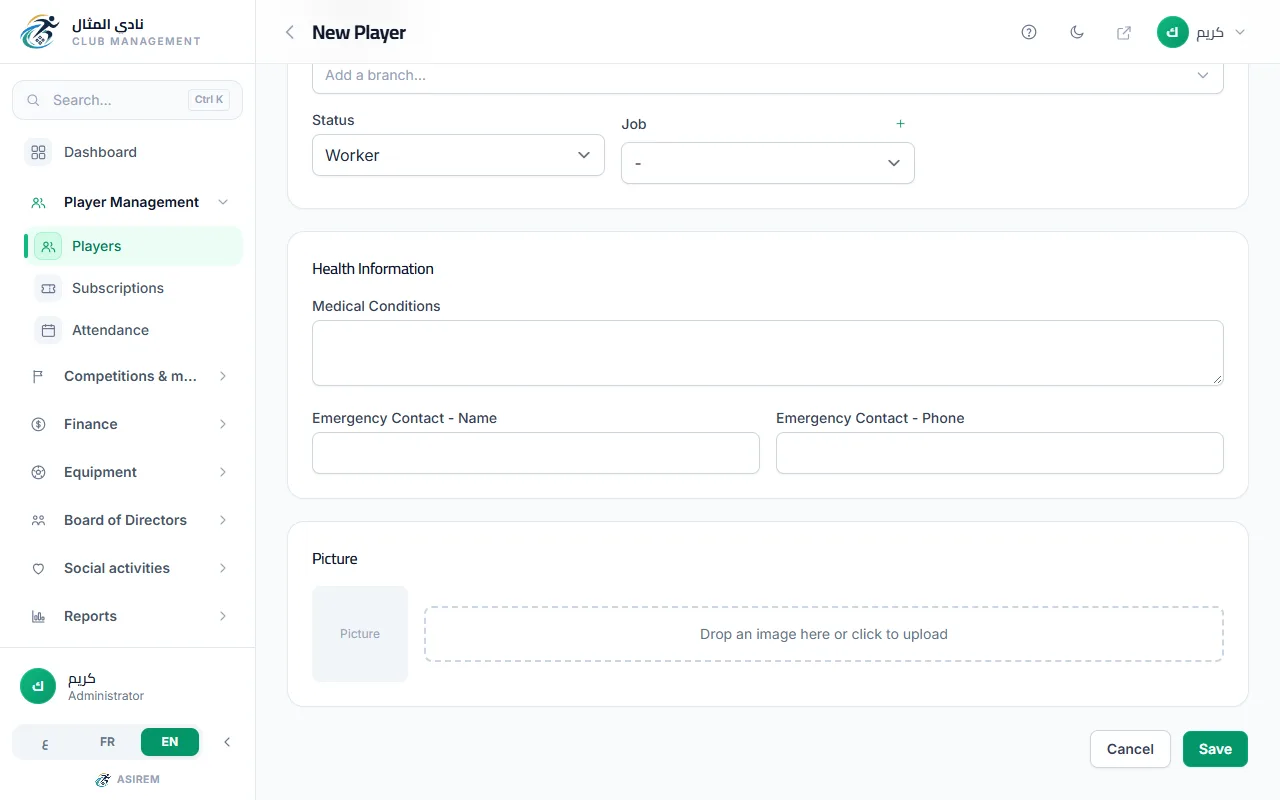 نادي المثال
CLUB MANAGEMENT
New Player
كريم
ك
Search...
Ctrl K
Dashboard
Player Management
Players
Subscriptions
Attendance
Competitions & m...
Finance
Equipment
Board of Directors
Social activities
Reports
ك
كريم
Administrator
ع
FR
EN
ASIREM
Add a branch...
Status
Worker
Job
+
-
Health Information
Medical Conditions
Emergency Contact - Name
Emergency Contact - Phone
Picture
Picture
Drop an image here or click to upload
Cancel
Save